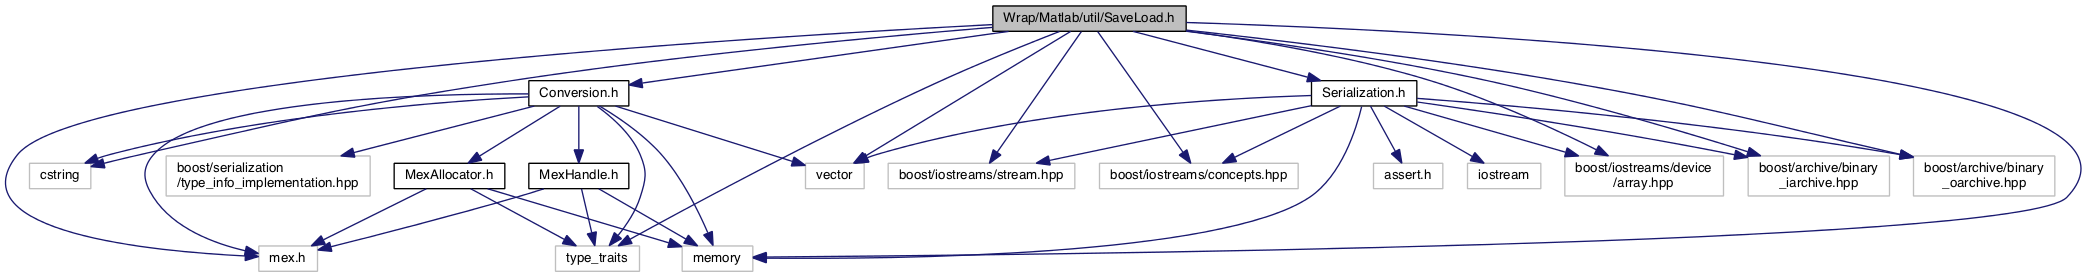 Wrap/Matlab/util/SaveLoad.h
Conversion.h
Serialization.h
cstring
boost/serialization
/type_info_implementation.hpp
MexAllocator.h
MexHandle.h
vector
boost/iostreams/stream.hpp
boost/iostreams/concepts.hpp
assert.h
iostream
boost/iostreams/device
/array.hpp
boost/archive/binary
_iarchive.hpp
boost/archive/binary
_oarchive.hpp
mex.h
type_traits
memory